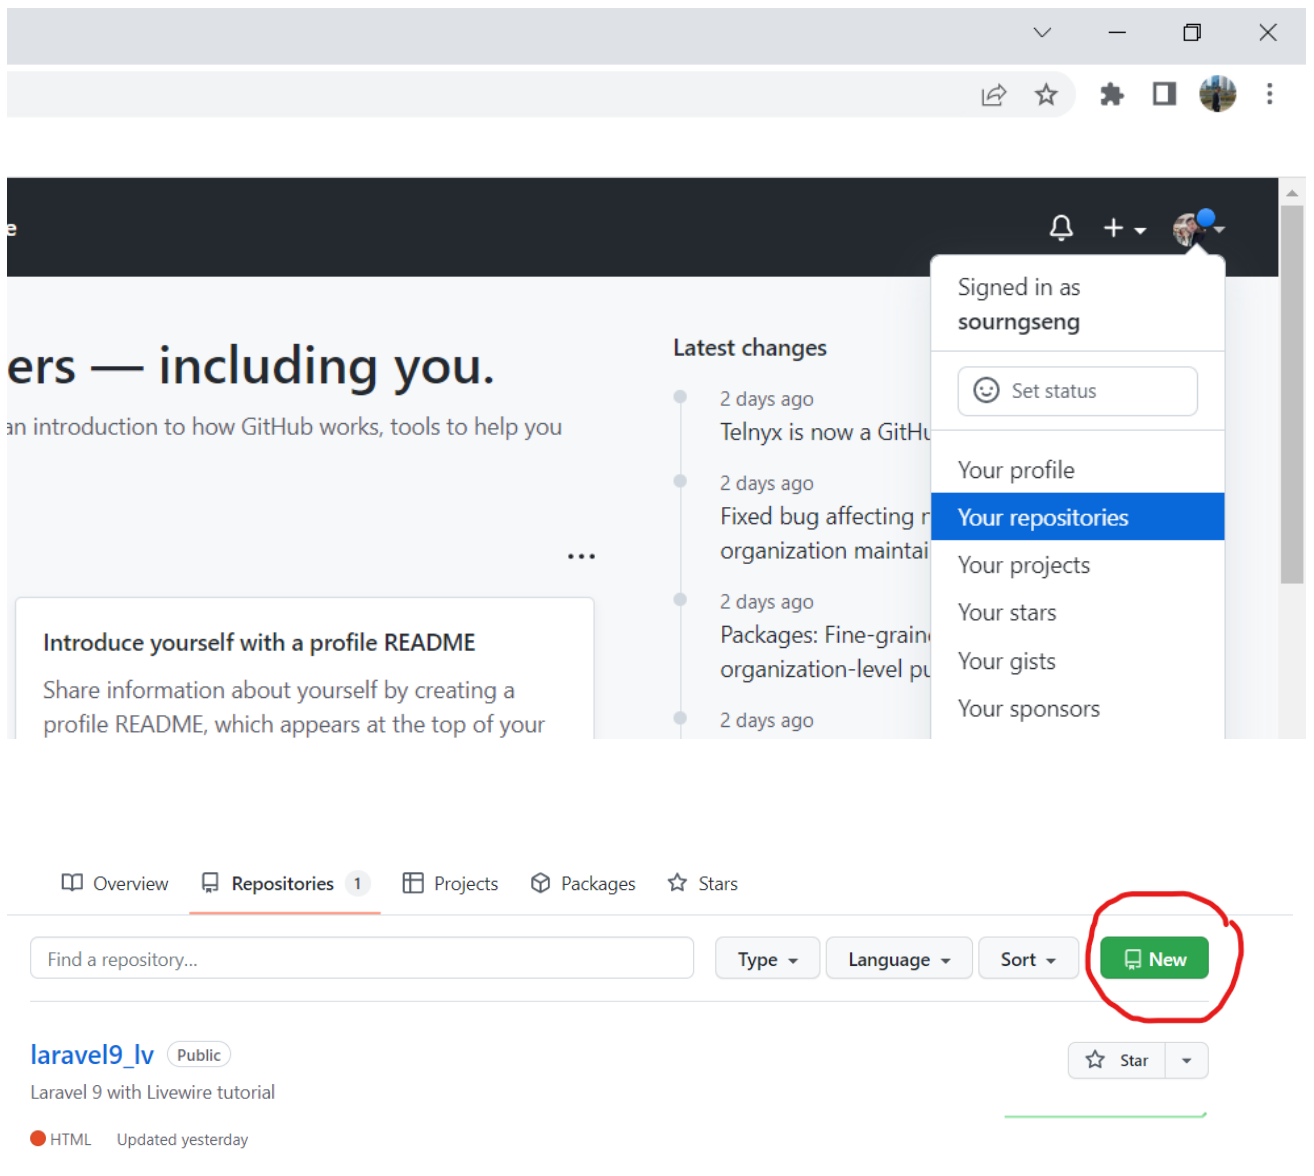 e
Signed in as
sourngseng
Set status
Your profile
Your repositories
Your projects
Your stars
Your gists
Your sponsors
ers — including you.
an introduction to how GitHub works, tools to help you
Introduce yourself with a profile README
Share information about yourself by creating a
profile README, which appears at the top of your
Latest changes
2 days ago
Telnyx is now a GitHu
2 days ago
Fixed bug affecting
organization maintai
2 days ago
Packages: Fine-graine
organization-level pu
2 days ago
Overview Repositories 1 Projects Packages Stars
Find a repository... Type Language Sort New
laravel9_lv Public Star
Laravel 9 with Livewire tutorial
HTML Updated yesterday